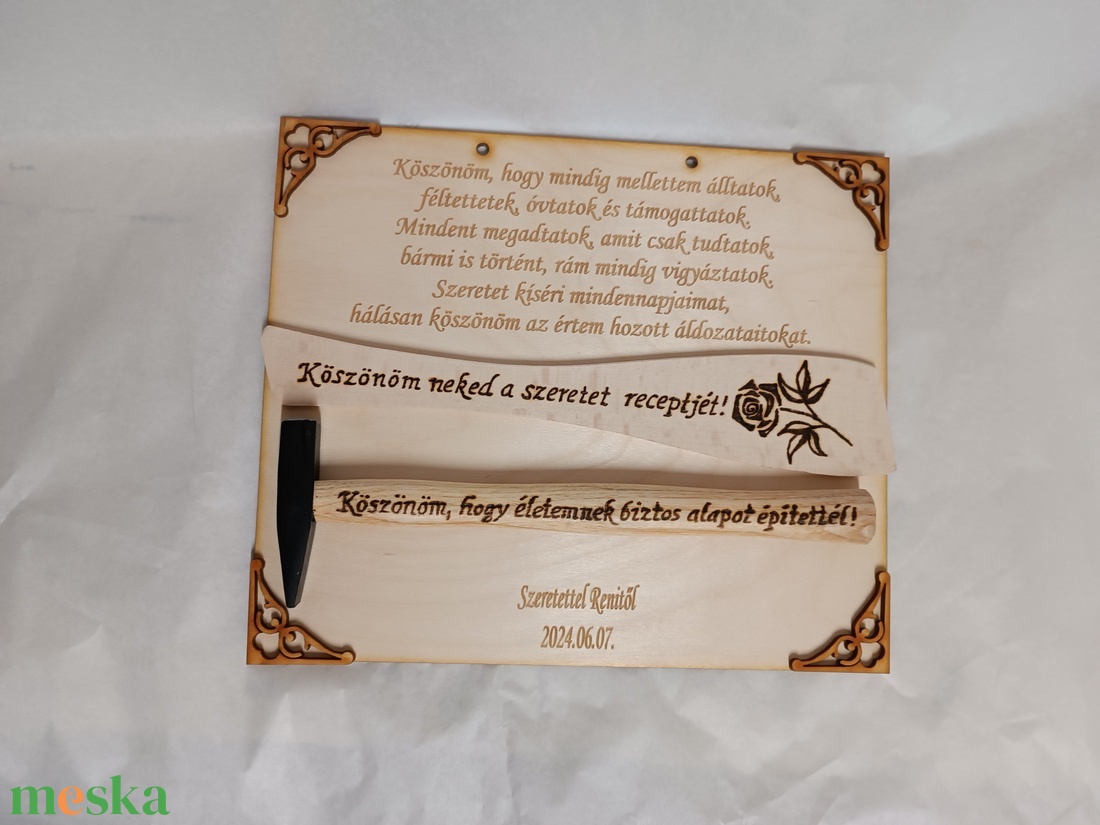 Köszönöm, hogy mindig mellettem álltatok,
féltettetek, óvtatok és támogattatok.
Mindent megadtatok, amit csak tudtatok,
bármi is történt, rám mindig vigyáztatok.
Szeretet kíséri mindennapjaimat,
hálásan köszönöm az értem hozott áldozataitokat.
Köszönöm neked a szeretet receptjét!
Köszönöm, hogy életemnek biztos alapot építettél!
Szeretettel Renitől
2024.06.07.
meska